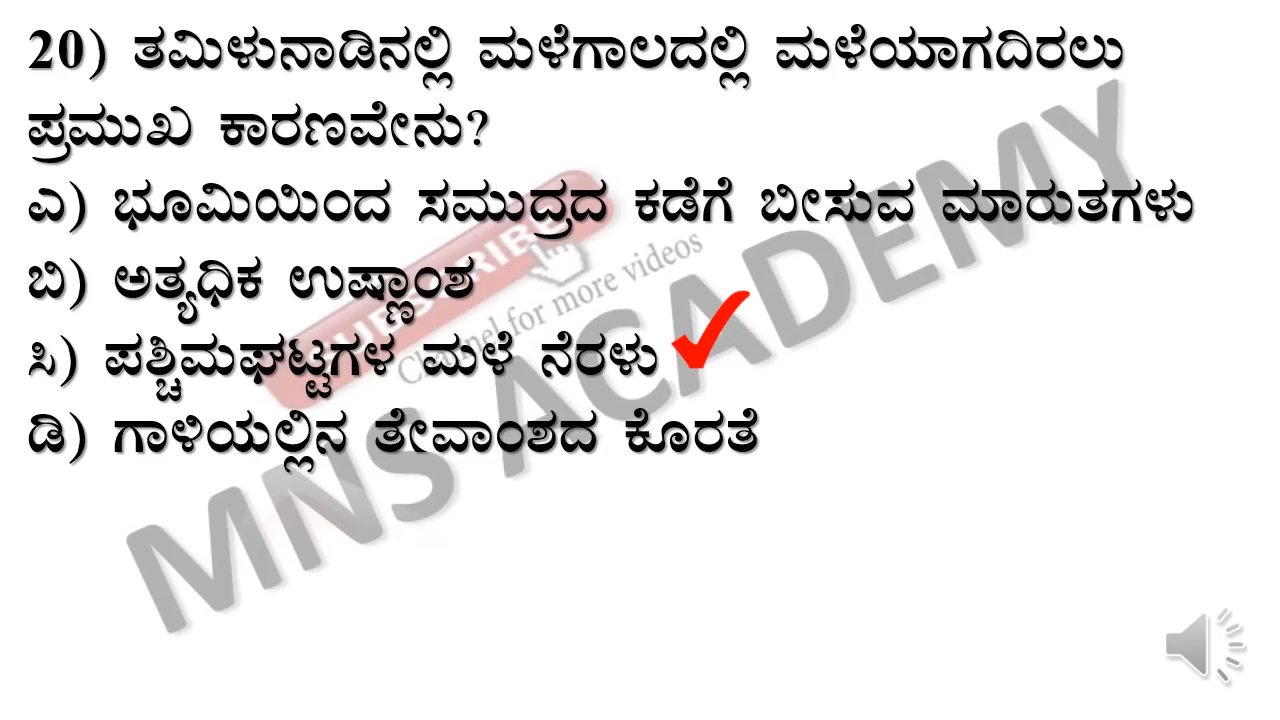 20) ತಮಿಳುನಾಡಿನಲ್ಲಿ ಮಳೆಗಾಲದಲ್ಲಿ ಮಳೆಯಾಗದಿರಲು
ಪ್ರಮುಖ ಕಾರಣವೇನು?
ಎ) ಭೂಮಿಯಿಂದ ಸಮುದ್ರದ ಕಡೆಗೆ ಬೀಸುವ ಮಾರುತಗಳು
ಬಿ) ಅತ್ಯಧಿಕ ಉಷ್ಣಾಂಶ
ಸಿ) ಪಶ್ಚಿಮಘಟ್ಟಗಳ ಮಳೆ ನೆರಳು
ಡಿ) ಗಾಳಿಯಲ್ಲಿನ ತೇವಾಂಶದ ಕೊರತೆ
SUBSCRIBE
Channel for more videos
MNS ACADEMY